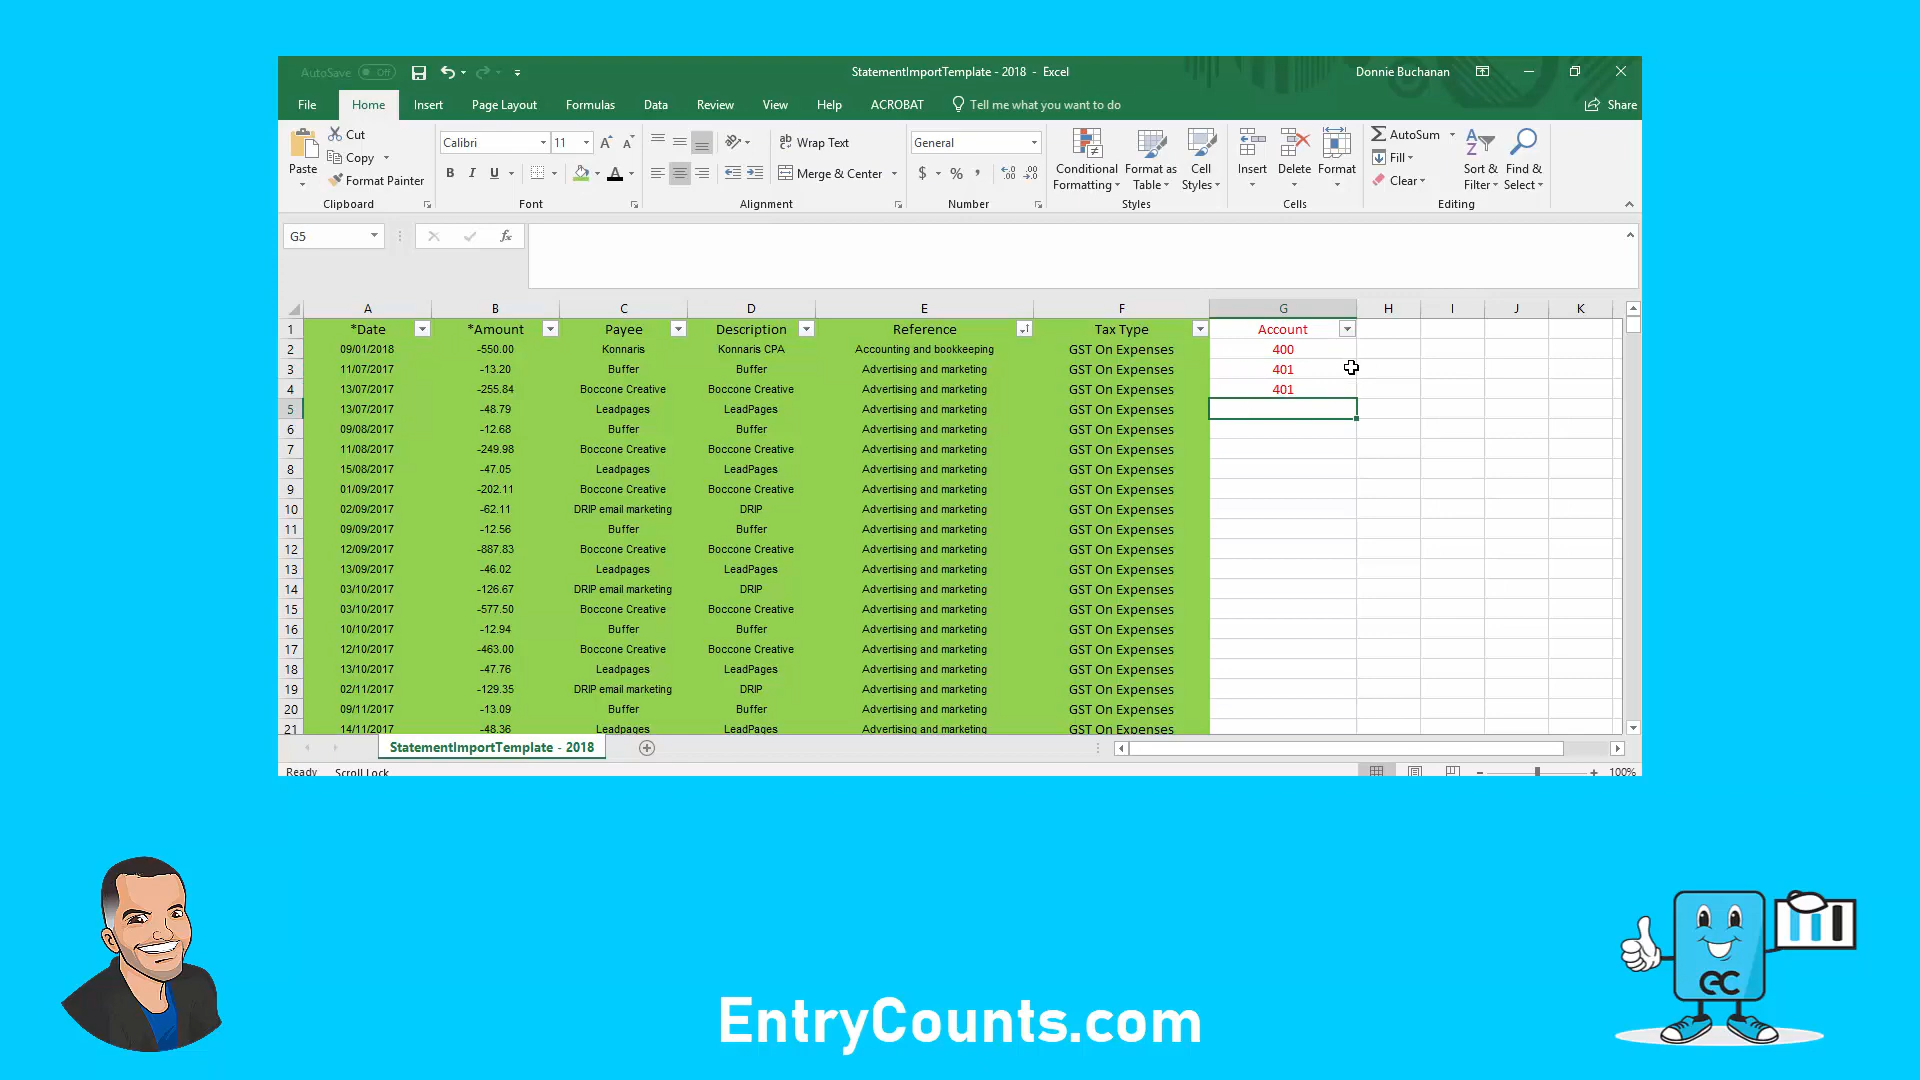 AutoSave Off StatementImportTemplate - 2018 - Excel Donnie Buchanan
File Home Insert Page Layout Formulas Data Review View Help ACROBAT Tell me what you want to do Share
Paste Cut Copy Format Painter Clipboard
Calibri 11 A A B I U A Font
ab Wrap Text Merge & Center Alignment
General $ % , Number
Conditional Formatting Format as Table Cell Styles Styles
Insert Delete Format Cells
AutoSum Fill Clear Sort & Filter Find & Select Editing
G5 fx
A B C D E F G H I J K
1 *Date *Amount Payee Description Reference Tax Type Account
2 09/01/2018 -550.00 Konnaris Konnaris CPA Accounting and bookkeeping GST On Expenses 400
3 11/07/2017 -13.20 Buffer Buffer Advertising and marketing GST On Expenses 401
4 13/07/2017 -255.84 Boccone Creative Boccone Creative Advertising and marketing GST On Expenses 401
5 13/07/2017 -48.79 Leadpages LeadPages Advertising and marketing GST On Expenses
6 09/08/2017 -12.68 Buffer Buffer Advertising and marketing GST On Expenses
7 11/08/2017 -249.98 Boccone Creative Boccone Creative Advertising and marketing GST On Expenses
8 15/08/2017 -47.05 Leadpages LeadPages Advertising and marketing GST On Expenses
9 01/09/2017 -202.11 Boccone Creative Boccone Creative Advertising and marketing GST On Expenses
10 02/09/2017 -62.11 DRIP email marketing DRIP Advertising and marketing GST On Expenses
11 09/09/2017 -12.56 Buffer Buffer Advertising and marketing GST On Expenses
12 12/09/2017 -887.83 Boccone Creative Boccone Creative Advertising and marketing GST On Expenses
13 13/09/2017 -46.02 Leadpages LeadPages Advertising and marketing GST On Expenses
14 03/10/2017 -126.67 DRIP email marketing DRIP Advertising and marketing GST On Expenses
15 03/10/2017 -577.50 Boccone Creative Boccone Creative Advertising and marketing GST On Expenses
16 10/10/2017 -12.94 Buffer Buffer Advertising and marketing GST On Expenses
17 12/10/2017 -463.00 Boccone Creative Boccone Creative Advertising and marketing GST On Expenses
18 13/10/2017 -47.76 Leadpages LeadPages Advertising and marketing GST On Expenses
19 02/11/2017 -129.35 DRIP email marketing DRIP Advertising and marketing GST On Expenses
20 09/11/2017 -13.09 Buffer Buffer Advertising and marketing GST On Expenses
21 14/11/2017 -48.36 Leadpages LeadPages Advertising and marketing GST On Expenses
StatementImportTemplate - 2018
Ready Scroll Lock 100%
ec
EntryCounts.com